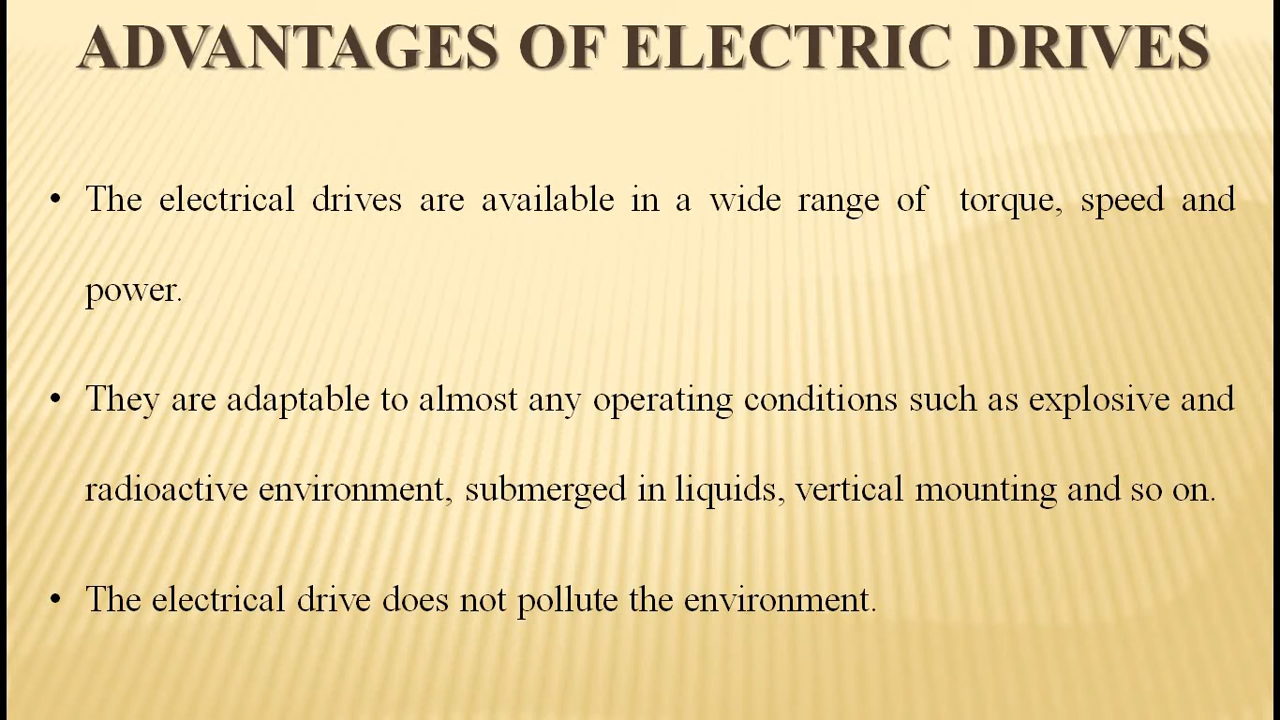 ADVANTAGES OF ELECTRIC DRIVES
• The electrical drives are available in a wide range of torque, speed and
power.
• They are adaptable to almost any operating conditions such as explosive and
radioactive environment, submerged in liquids, vertical mounting and so on.
• The electrical drive does not pollute the environment.